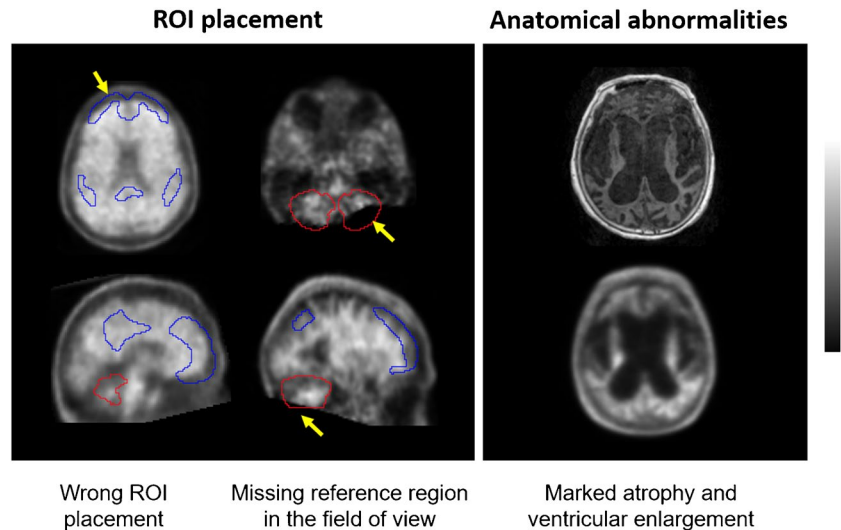 ROI placement
Anatomical abnormalities
Wrong ROI
placement
Missing reference region
in the field of view
Marked atrophy and
ventricular enlargement